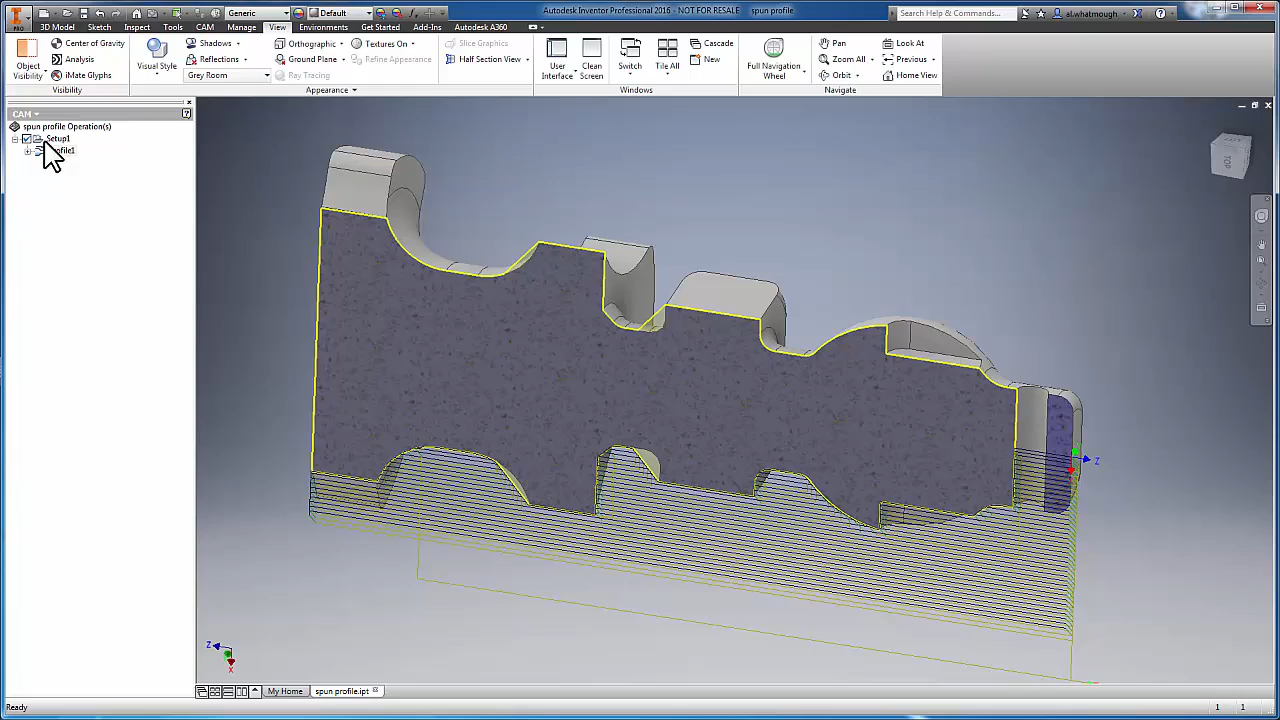 Generic
Default
Autodesk Inventor Professional 2016 - NOT FOR RESALE spun profile
Search Help & Commands...
al.whatmough
PRO
3D Model Sketch Inspect Tools CAM Manage View Environments Get Started Add-Ins Autodesk A360
Object Visibility
Center of Gravity
Analysis
iMate Glyphs
Visibility
Visual Style
Shadows
Reflections
Grey Room
Orthographic
Ground Plane
Ray Tracing
Textures On
Refine Appearance
Appearance
Slice Graphics
Half Section View
User Interface
Clean Screen
Switch
Tile All
Cascade
New
Windows
Full Navigation Wheel
Pan
Zoom All
Orbit
Look At
Previous
Home View
Navigate
CAM
spun profile Operation(s)
Setup1
ofile1
TOP
Z
Z
X
My Home
spun profile.ipt
Ready
1 1